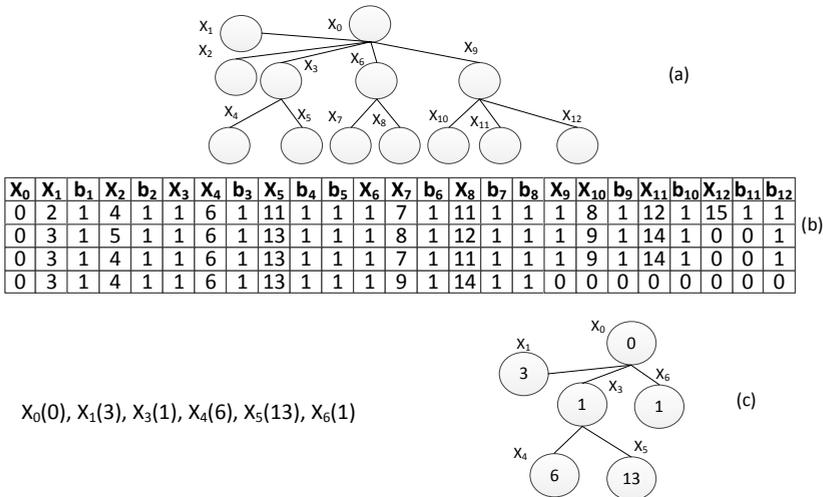 X₁ X₀
X₂ X₃ X₆ X₉
(a)
X₄ X₅ X₇ X₈ X₁₀ X₁₁ X₁₂
X₀ X₁ b₁ X₂ b₂ X₃ X₄ b₃ X₅ b₄ b₅ X₆ X₇ b₆ X₈ b₇ b₈ X₉ X₁₀ b₉ X₁₁ b₁₀ X₁₂ b₁₁ b₁₂
0 2 1 4 1 1 6 1 11 1 1 1 7 1 11 1 1 1 8 1 12 1 15 1 1
0 3 1 5 1 1 6 1 13 1 1 1 8 1 12 1 1 1 9 1 14 1 0 0 1
(b)
0 3 1 4 1 1 6 1 13 1 1 1 7 1 11 1 1 1 9 1 14 1 0 0 1
0 3 1 4 1 1 6 1 13 1 1 1 9 1 14 1 1 0 0 0 0 0 0 0 0
X₀
0
X₁
3
X₃ X₆
1 1
(c)
X₀(0), X₁(3), X₃(1), X₄(6), X₅(13), X₆(1)
X₄ X₅
6 13